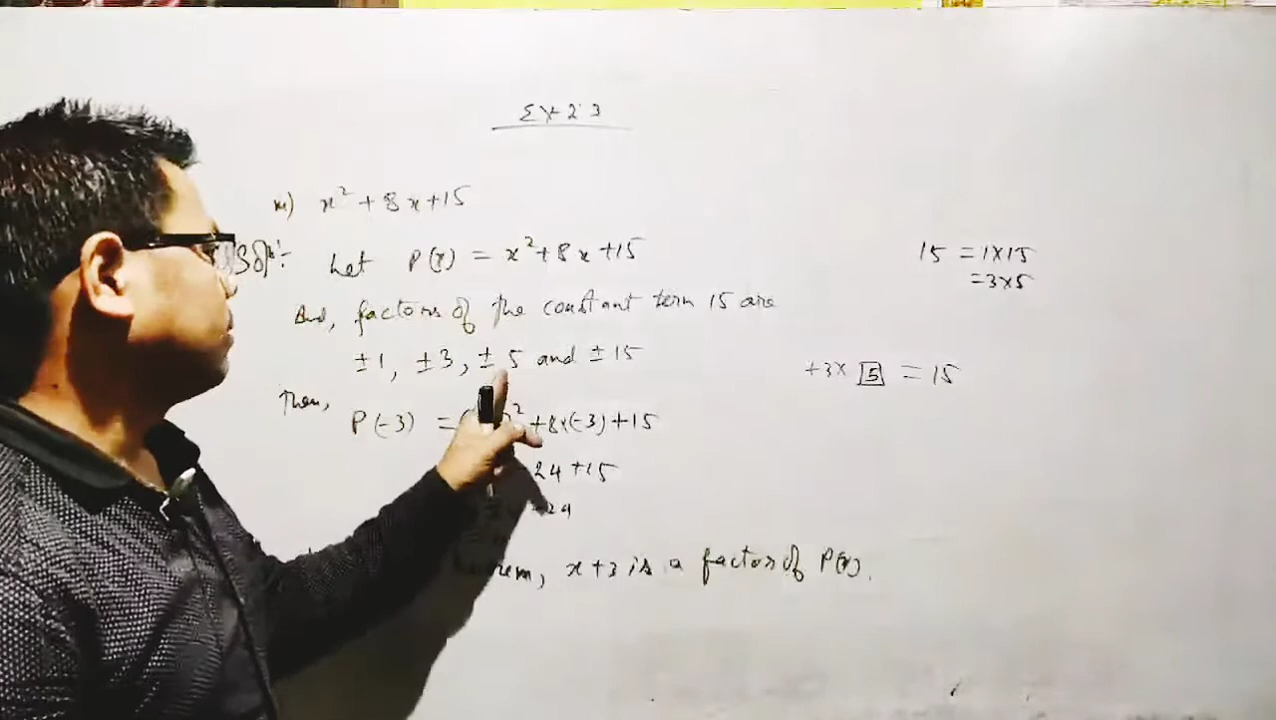 Ex-2.3
x² + 8x + 15
Solⁿ: Let P(x) = x² + 8x + 15
And, factors of the constant term 15 are
±1, ±3, ±5 and ±15
Then,
P(-3) = ² + 8×(-3) + 15
24 + 15
24
x+3 is a factor of P(x).
15 = 1×15
= 3×5
+3× 5 = 15